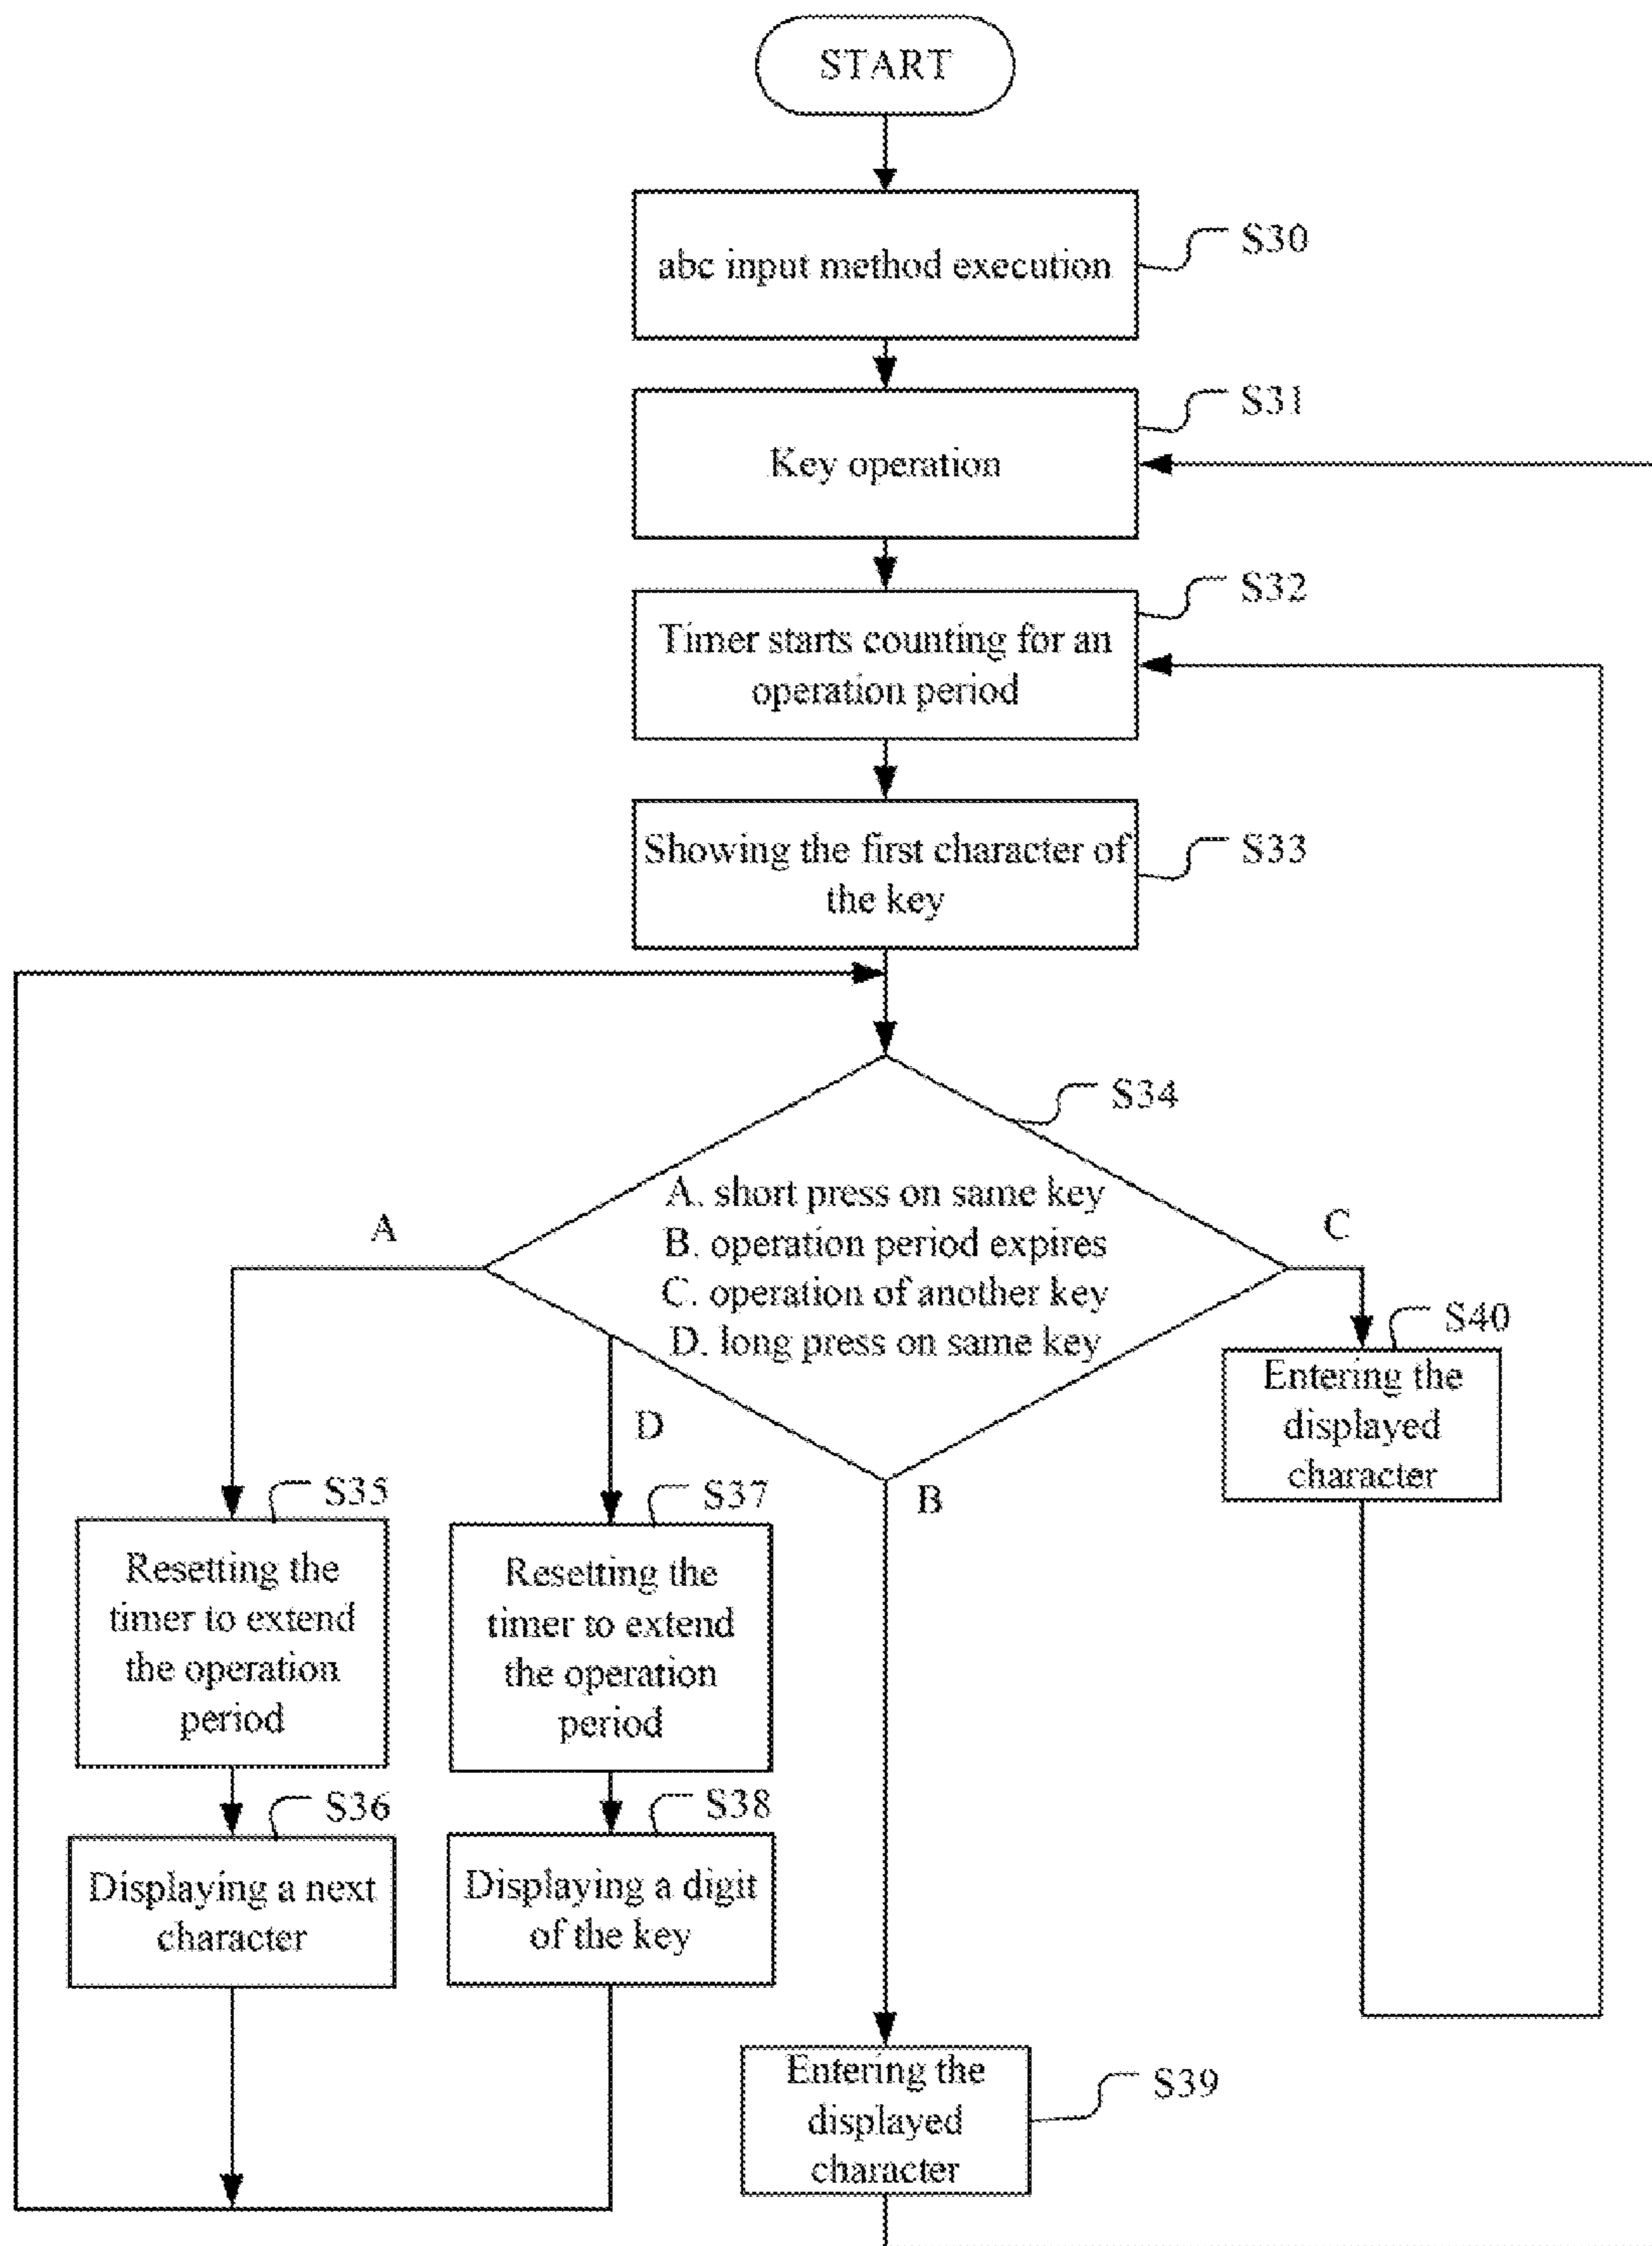 START
abc input method execution
S30
Key operation
S31
Timer starts counting for an
operation period
S32
Showing the first character of
the key
S33
S34
A. short press on same key
B. operation period expires
C. operation of another key
D. long press on same key
A
C
D
B
S40
Entering the
displayed
character
S35
Resetting the
timer to extend
the operation
period
S37
Resetting the
timer to extend
the operation
period
S36
Displaying a next
character
S38
Displaying a digit
of the key
Entering the
displayed
character
S39